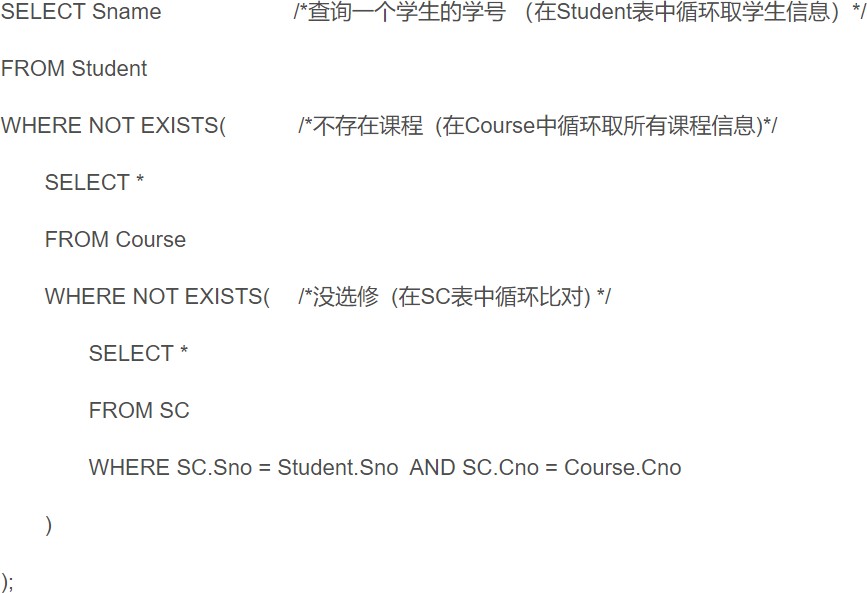 SELECT Sname /*查询一个学生的学号 （在Student表中循环取学生信息）*/
FROM Student
WHERE NOT EXISTS( /*不存在课程 (在Course中循环取所有课程信息)*/
SELECT *
FROM Course
WHERE NOT EXISTS( /*没选修 (在SC表中循环比对) */
SELECT *
FROM SC
WHERE SC.Sno = Student.Sno AND SC.Cno = Course.Cno
)
);